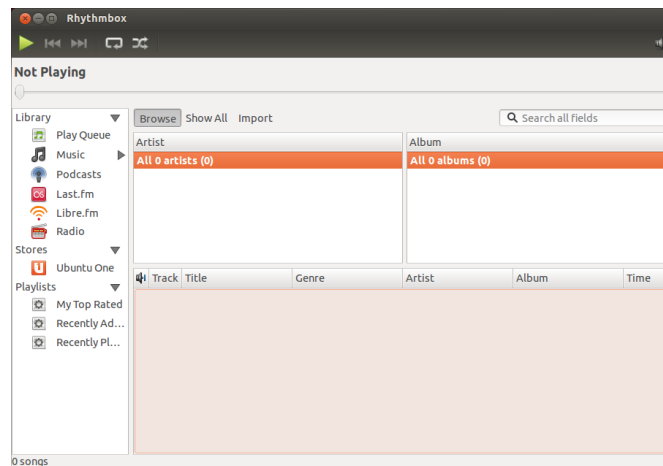 Rhythmbox
Not Playing
Library
Play Queue
Music
Podcasts
Last.fm
Libre.fm
Radio
Stores
Ubuntu One
Playlists
My Top Rated
Recently Ad...
Recently Pl...
Browse Show All Import
Search all fields
Artist Album
All 0 artists (0) All 0 albums (0)
Track Title Genre Artist Album Time
0 songs